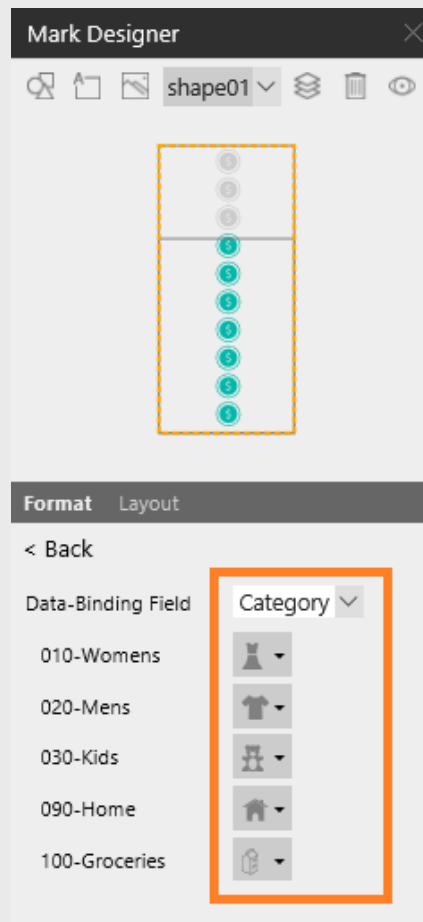 Mark Designer
shape01
Format Layout
< Back
Data-Binding Field Category
010-Womens
020-Mens
030-Kids
090-Home
100-Groceries